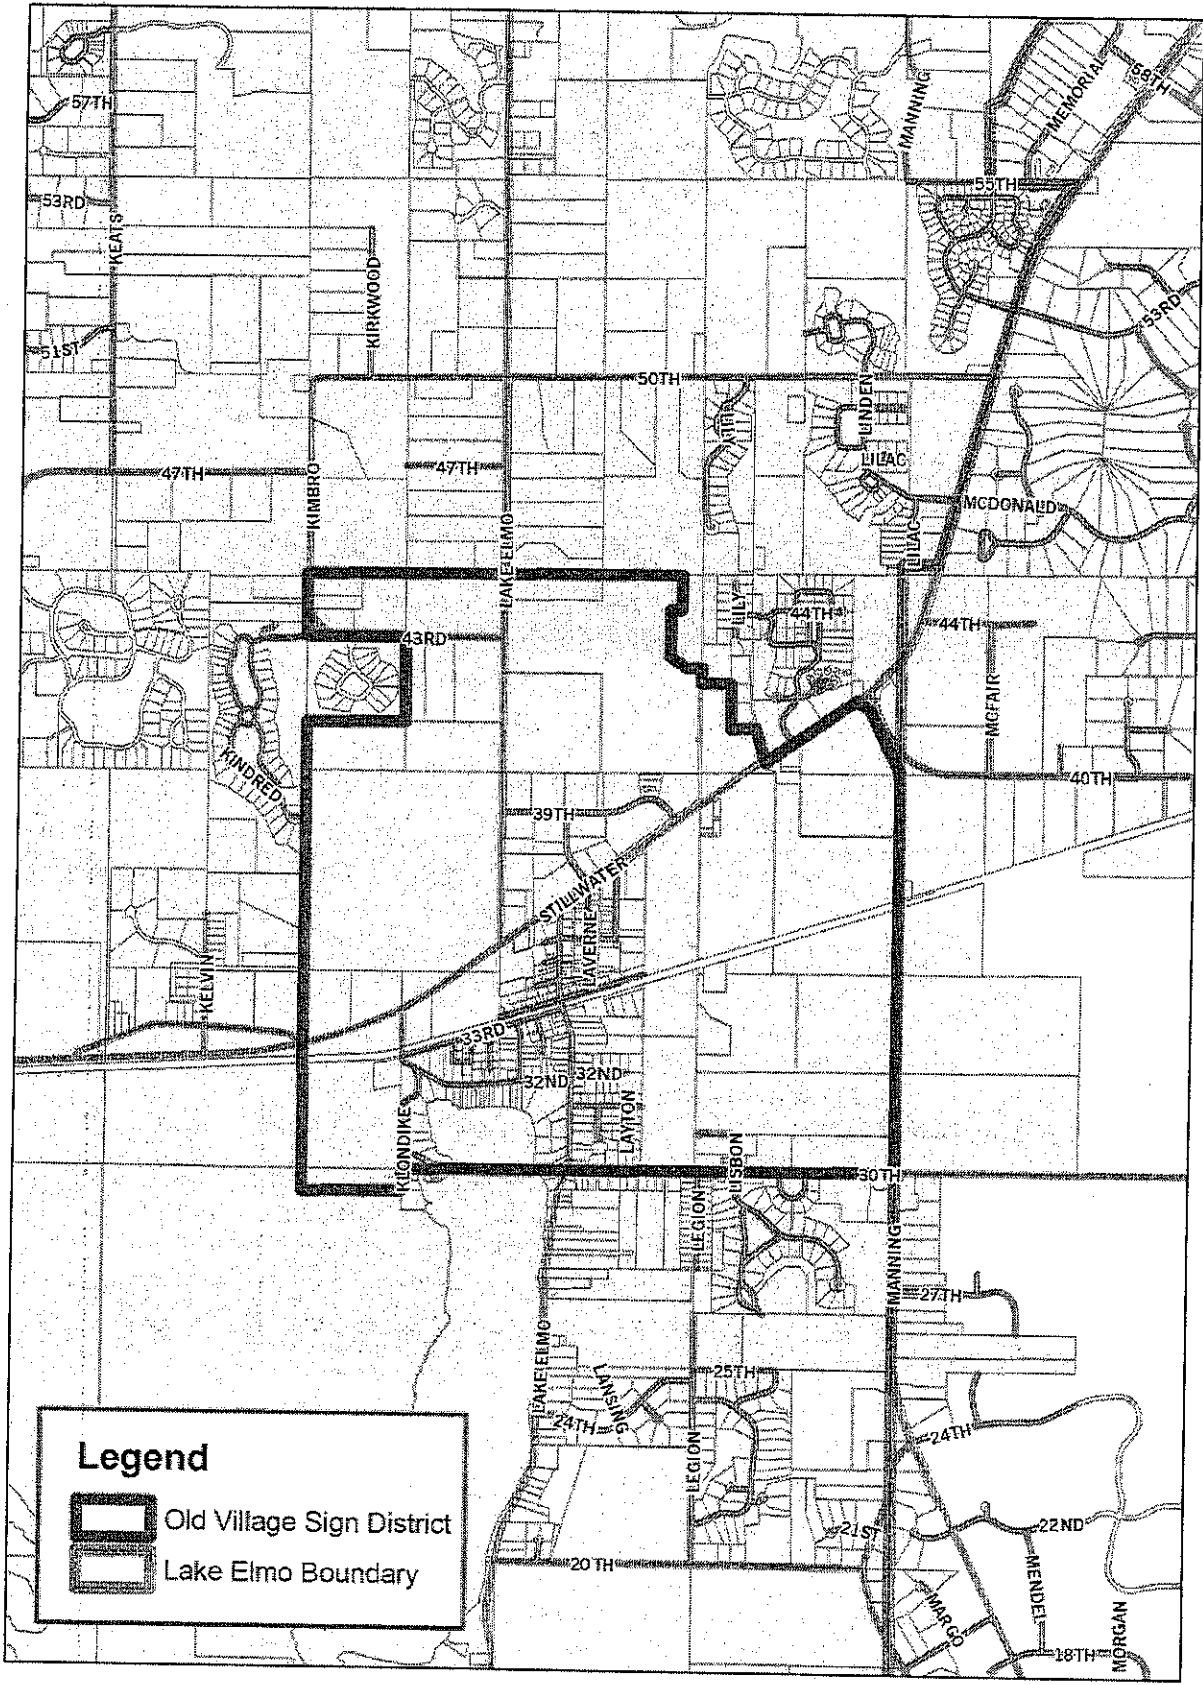 57TH
MANNING
MEMORIAL
58TH
55TH
53RD
KEATS
KIRKWOOD
53RD
51ST
50TH
LINDEN
LILY
LILAC
47TH
47TH
KIMBRO
MCDONALD
LAKE ELMO
LILAC
LILY
44TH
44TH
43RD
MCFAIR
KINDRED
40TH
39TH
STILLWATER
LAVERNE
KELVIN
33RD
32ND
32ND
LAYTON
KLONDIKE
LISBON
30TH
LEGION
MANNING
27TH
LAKE ELMO
25TH
LANSING
24TH
24TH
LEGION
21ST
22ND
20TH
MENDEL
MARGO
MORGAN
18TH
Legend
Old Village Sign District
Lake Elmo Boundary